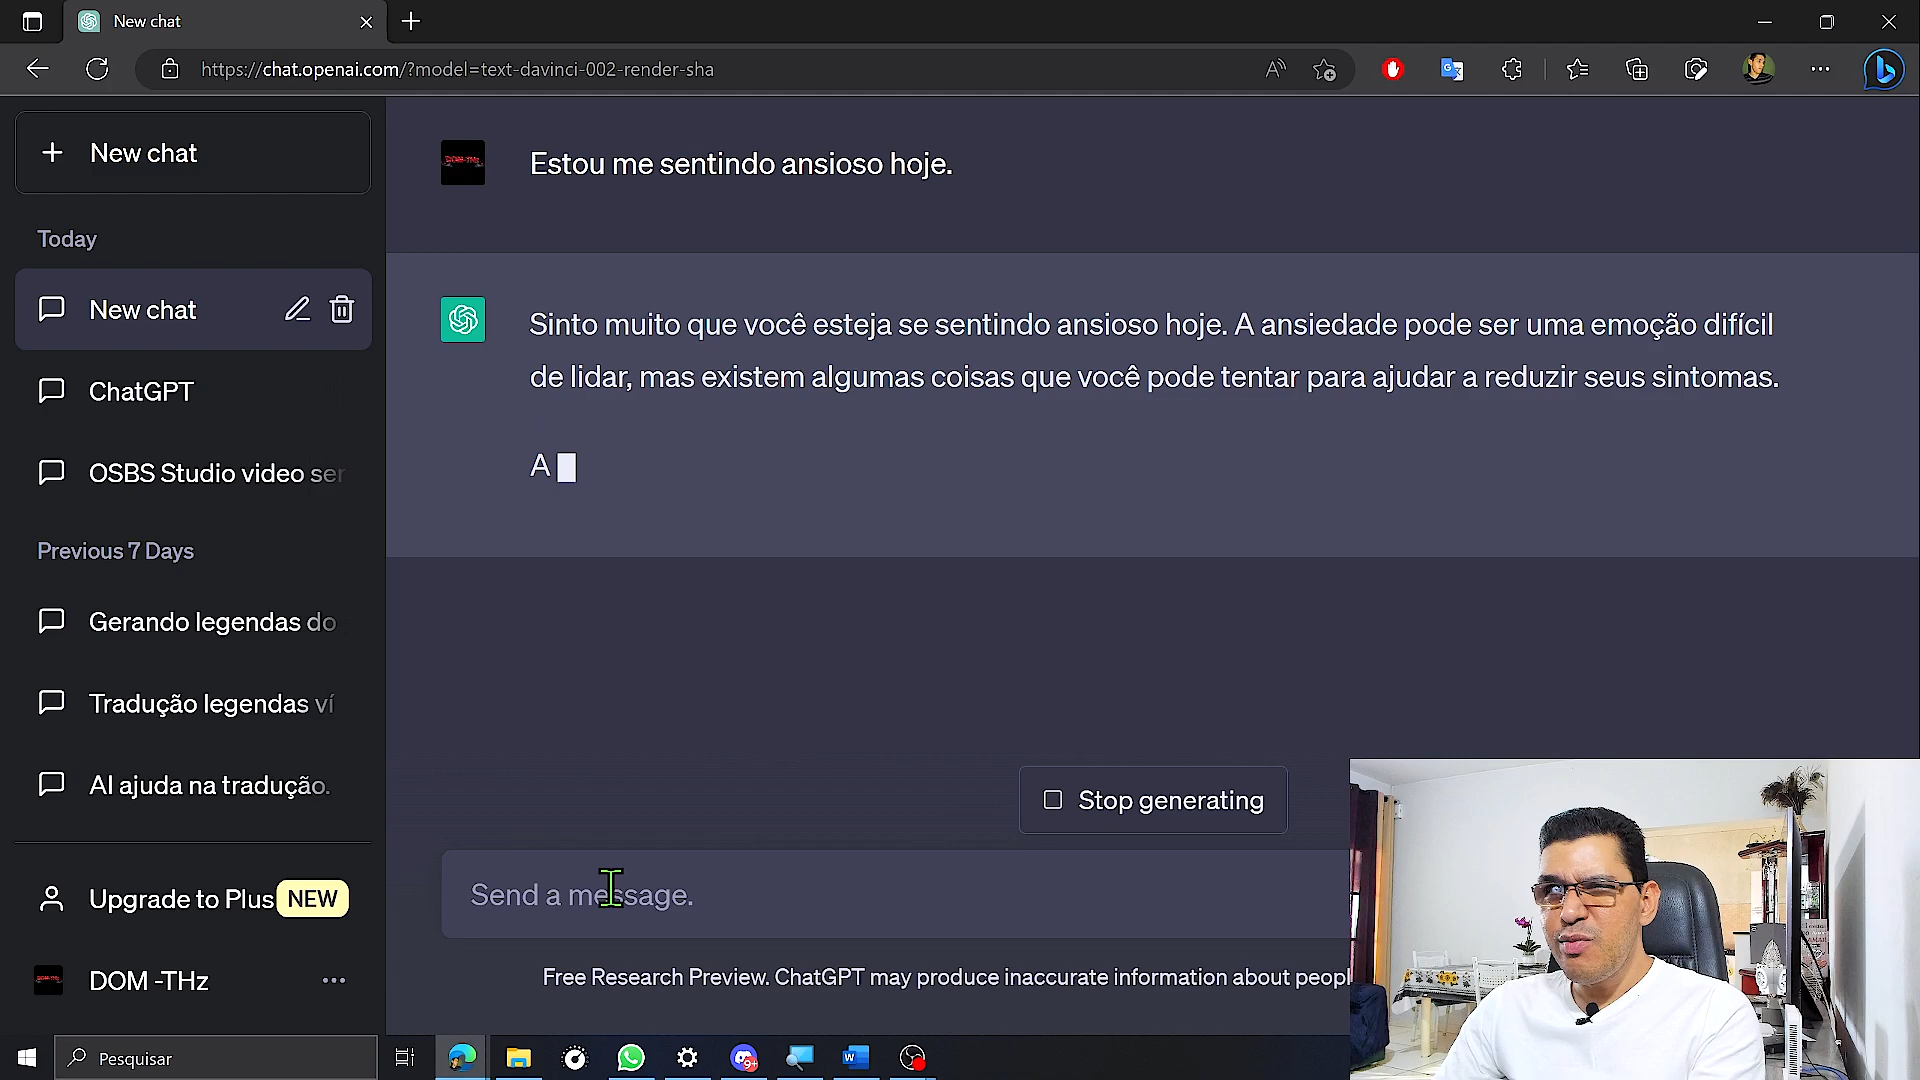 New chat
https://chat.openai.com/?model=text-davinci-002-render-sha
New chat
Today
New chat
ChatGPT
OSBS Studio video ser
Previous 7 Days
Gerando legendas do
Tradução legendas ví
AI ajuda na tradução.
Upgrade to Plus NEW
DOM -THz
Estou me sentindo ansioso hoje.
Sinto muito que você esteja se sentindo ansioso hoje. A ansiedade pode ser uma emoção difícil
de lidar, mas existem algumas coisas que você pode tentar para ajudar a reduzir seus sintomas.
A
Stop generating
Send a message.
Free Research Preview. ChatGPT may produce inaccurate information about peopl
Pesquisar
9+